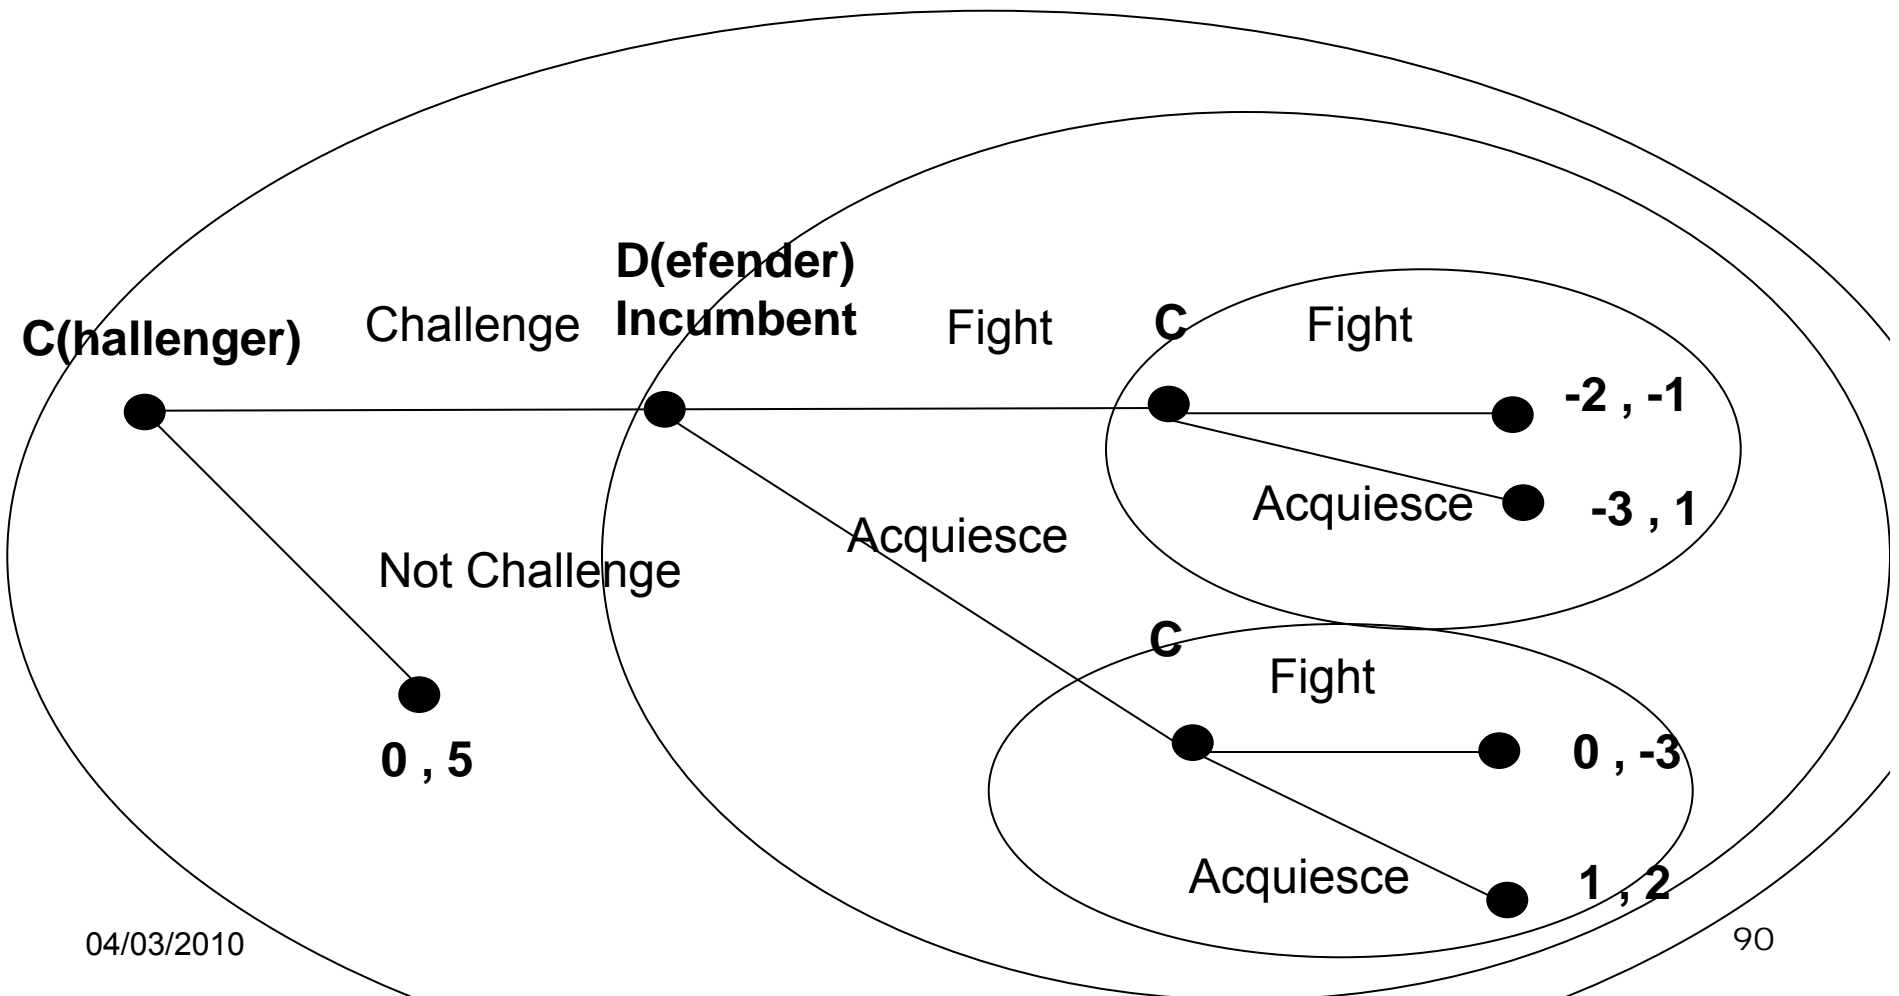 D(efender)
Incumbent
C(hallenger)
Challenge
Fight
C
Fight
-2 , -1
Acquiesce
-3 , 1
Acquiesce
Not Challenge
C
Fight
0 , -3
0 , 5
Acquiesce
1 , 2
04/03/2010
90